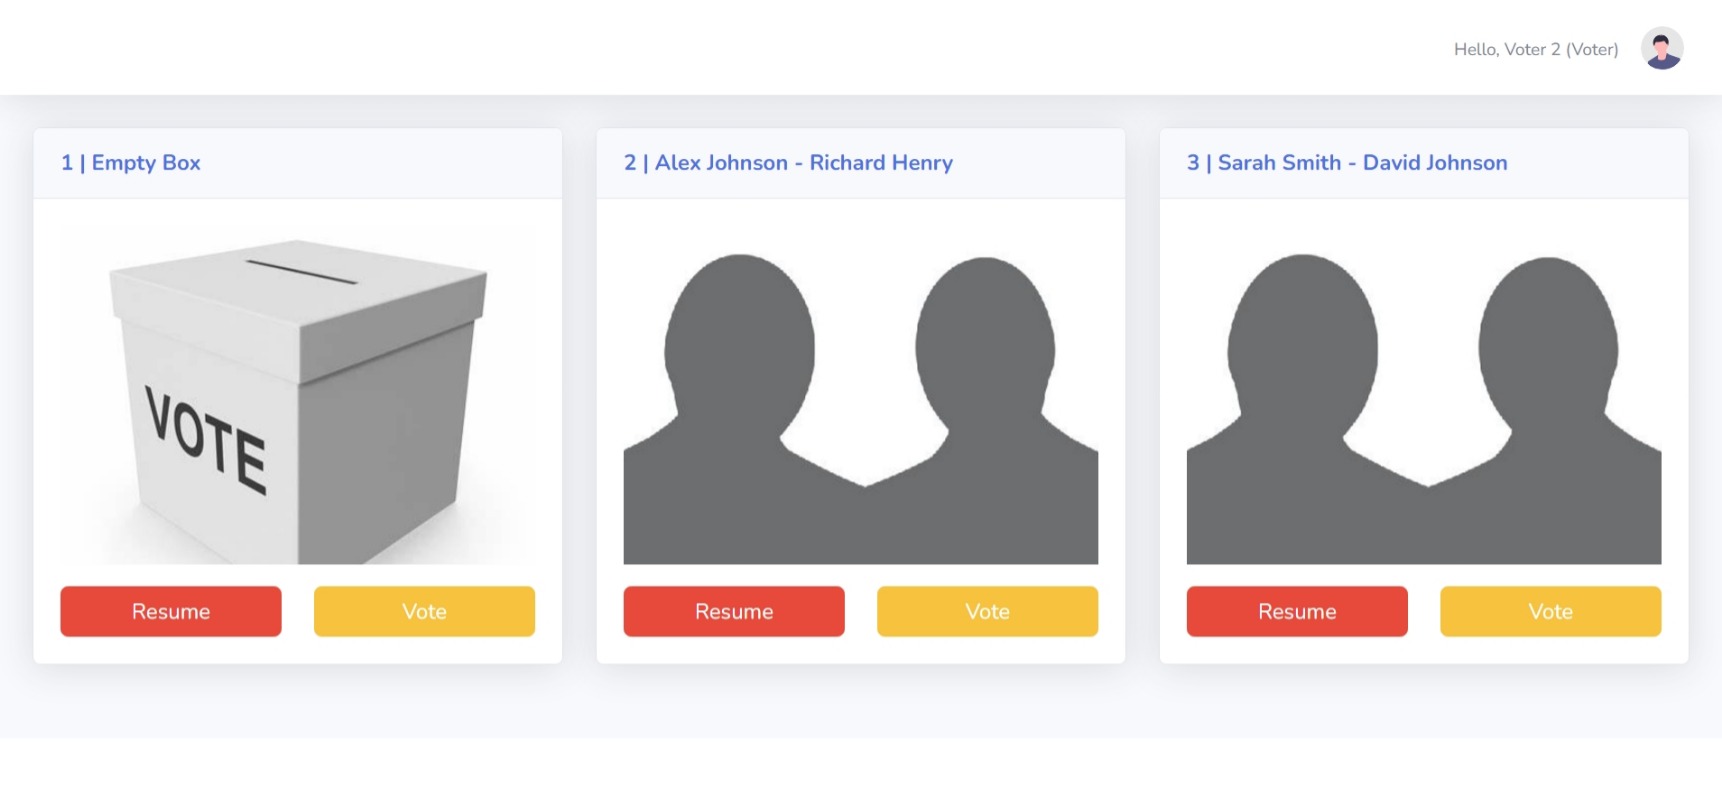 Hello, Voter 2 (Voter)
1 | Empty Box
2 | Alex Johnson - Richard Henry
3 | Sarah Smith - David Johnson
VOTE
Resume
Vote
Resume
Vote
Resume
Vote